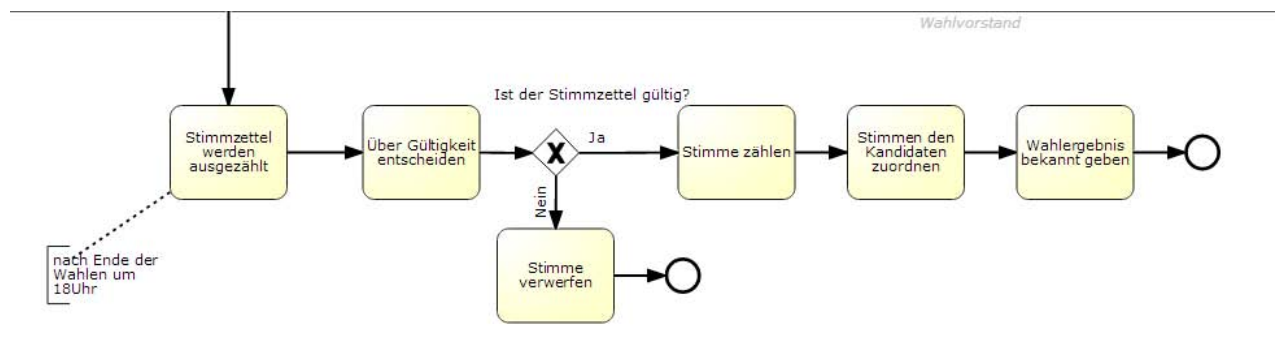 Wahlvorstand
Ist der Stimmzettel gültig?
Stimmzettel
werden
ausgezählt
Über Gültigkeit
entscheiden
Ja
Stimme zählen
Stimmen den
Kandidaten
zuordnen
Wahlergebnis
bekannt geben
Nein
nach Ende der
Wahlen um
18Uhr
Stimme
verwerfen